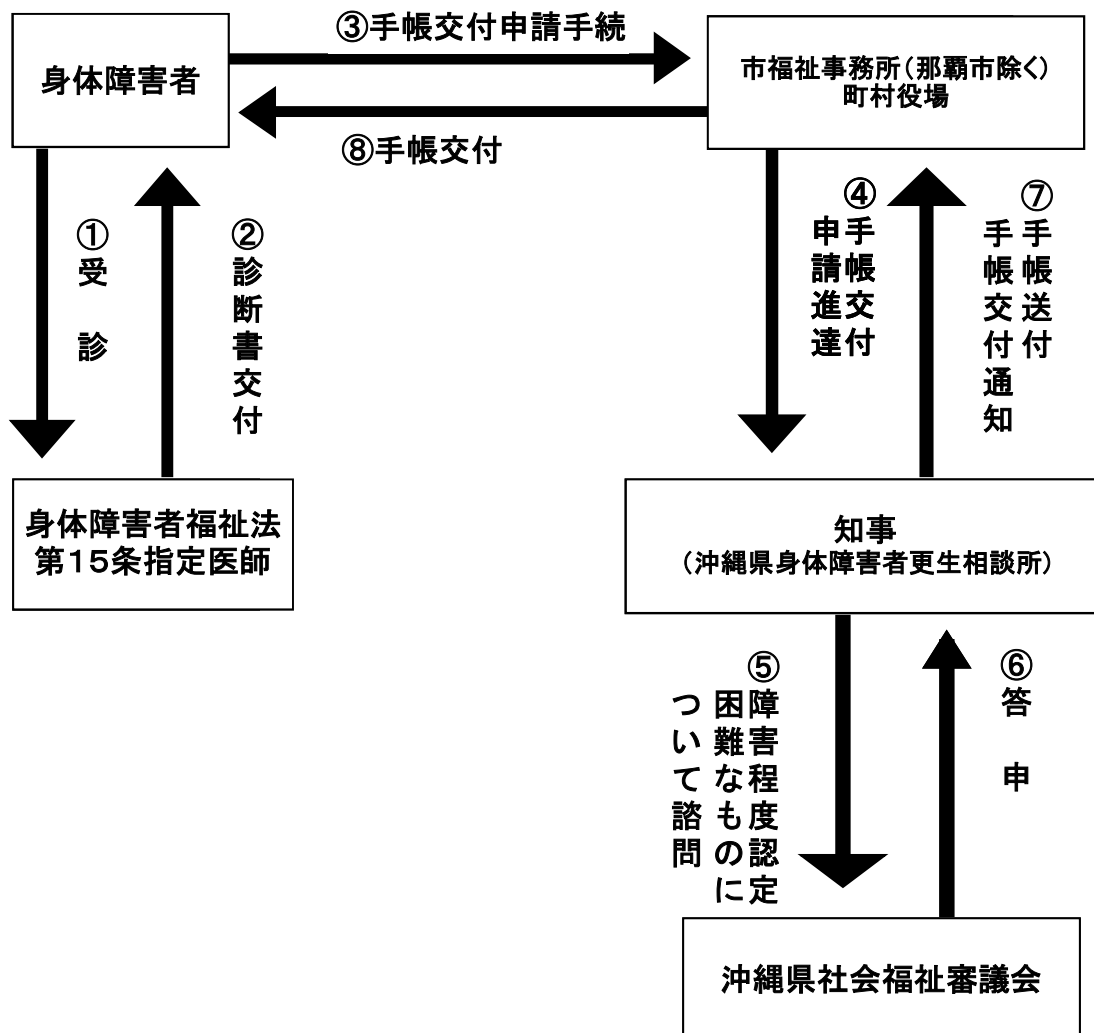 ③手帳交付申請手続
身体障害者
市福祉事務所（那覇市除く）
町村役場
⑧手帳交付
①受診
②診断書交付
④手帳交付
申請進達
⑦手帳送付
手帳交付通知
身体障害者福祉法
第１５条指定医師
知事
（沖縄県身体障害者更生相談所）
⑤障害程度認定
困難なものに
ついて諮問
⑥答申
沖縄県社会福祉審議会